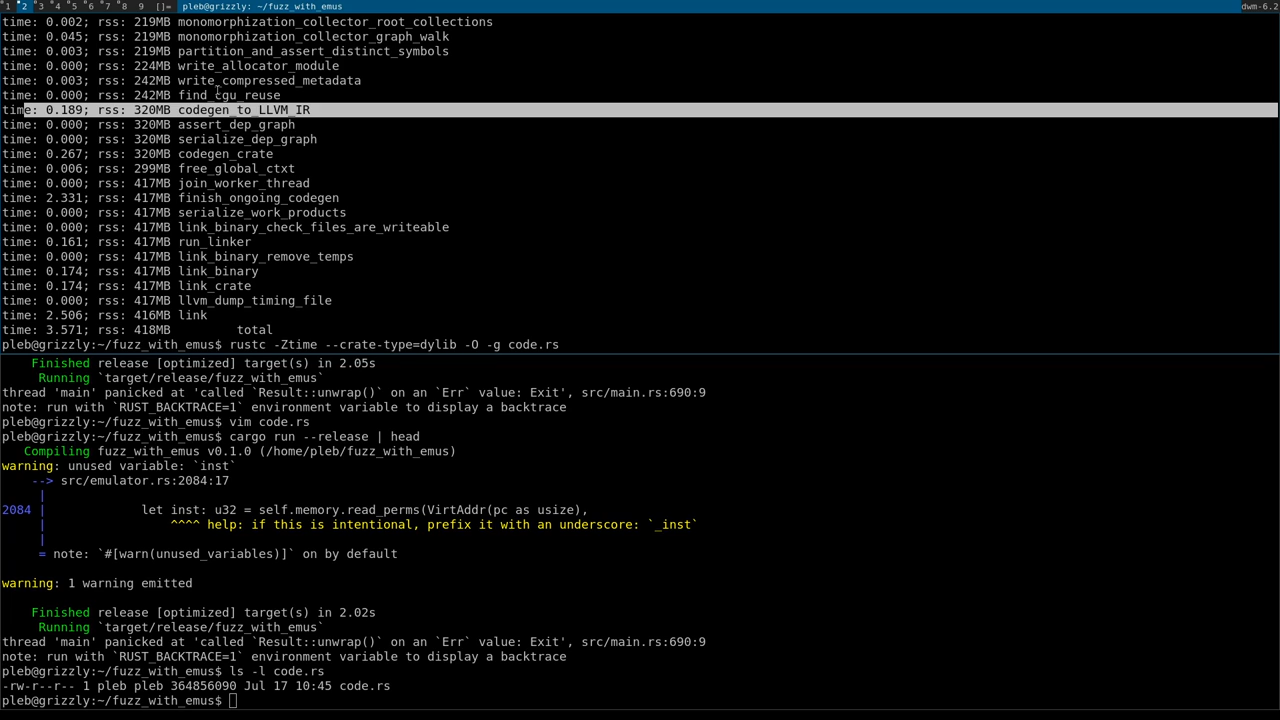 1 2 3 4 5 6 7 8 9 []= pleb@grizzly: ~/fuzz_with_emus dwm-6.2
time: 0.002; rss: 219MB monomorphization_collector_root_collections
time: 0.045; rss: 219MB monomorphization_collector_graph_walk
time: 0.003; rss: 219MB partition_and_assert_distinct_symbols
time: 0.000; rss: 224MB write_allocator_module
time: 0.003; rss: 242MB write_compressed_metadata
time: 0.000; rss: 242MB find_cgu_reuse
time: 0.189; rss: 320MB codegen_to_LLVM_IR
time: 0.000; rss: 320MB assert_dep_graph
time: 0.000; rss: 320MB serialize_dep_graph
time: 0.267; rss: 320MB codegen_crate
time: 0.006; rss: 299MB free_global_ctxt
time: 0.000; rss: 417MB join_worker_thread
time: 2.331; rss: 417MB finish_ongoing_codegen
time: 0.000; rss: 417MB serialize_work_products
time: 0.000; rss: 417MB link_binary_check_files_are_writeable
time: 0.161; rss: 417MB run_linker
time: 0.000; rss: 417MB link_binary_remove_temps
time: 0.174; rss: 417MB link_binary
time: 0.174; rss: 417MB link_crate
time: 0.000; rss: 417MB llvm_dump_timing_file
time: 2.506; rss: 416MB link
time: 3.571; rss: 418MB total
pleb@grizzly:~/fuzz_with_emus$ rustc -Ztime --crate-type=dylib -O -g code.rs
Finished release [optimized] target(s) in 2.05s
Running `target/release/fuzz_with_emus`
thread 'main' panicked at 'called `Result::unwrap()` on an `Err` value: Exit', src/main.rs:690:9
note: run with `RUST_BACKTRACE=1` environment variable to display a backtrace
pleb@grizzly:~/fuzz_with_emus$ vim code.rs
pleb@grizzly:~/fuzz_with_emus$ cargo run --release | head
Compiling fuzz_with_emus v0.1.0 (/home/pleb/fuzz_with_emus)
warning: unused variable: `inst`
--> src/emulator.rs:2084:17
|
2084 | let inst: u32 = self.memory.read_perms(VirtAddr(pc as usize),
| ^^^^ help: if this is intentional, prefix it with an underscore: `_inst`
|
= note: `#[warn(unused_variables)]` on by default
warning: 1 warning emitted
Finished release [optimized] target(s) in 2.02s
Running `target/release/fuzz_with_emus`
thread 'main' panicked at 'called `Result::unwrap()` on an `Err` value: Exit', src/main.rs:690:9
note: run with `RUST_BACKTRACE=1` environment variable to display a backtrace
pleb@grizzly:~/fuzz_with_emus$ ls -l code.rs
-rw-r--r-- 1 pleb pleb 364856090 Jul 17 10:45 code.rs
pleb@grizzly:~/fuzz_with_emus$